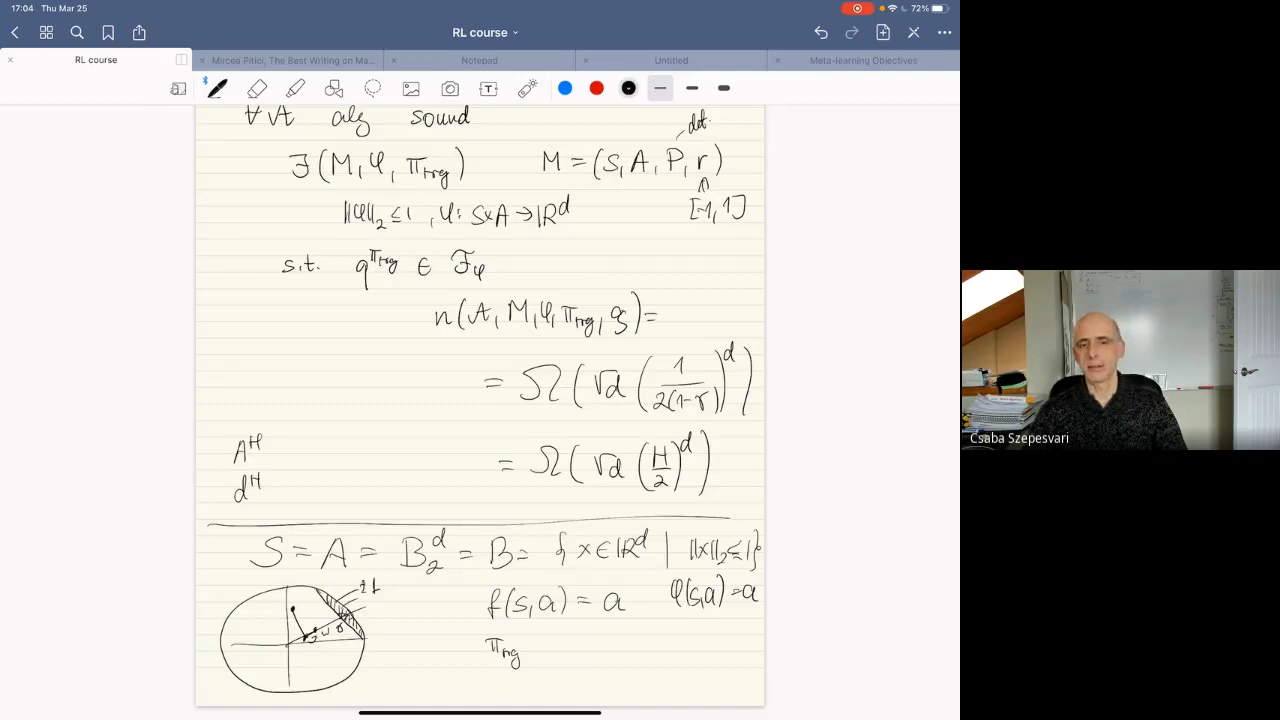 17:04 Thu Mar 25
72%
RL course
RL course
Mircea Pitici, The Best Writing on Ma...
Notepad
Untitled
Meta-learning Objectives
∀ A alg sound
det.
∃ (M, φ, π_trg) M = (S, A, P, r)
‖φ‖₂ ≤ 1 , φ: S×A → ℝ^d
[-1, 1]
s.t. q^π_trg ∈ F_φ
n(A, M, φ, π_trg, ) =
= Ω(√d (1/2(1-γ))^d)
A^H
= Ω(√d (H/2)^d)
d^H
S = A = B₂^d = B = {x ∈ ℝ^d | ‖x‖₂ ≤ 1}
f(s,a) = a φ(s,a) = a
π_trg
Csaba Szepesvari